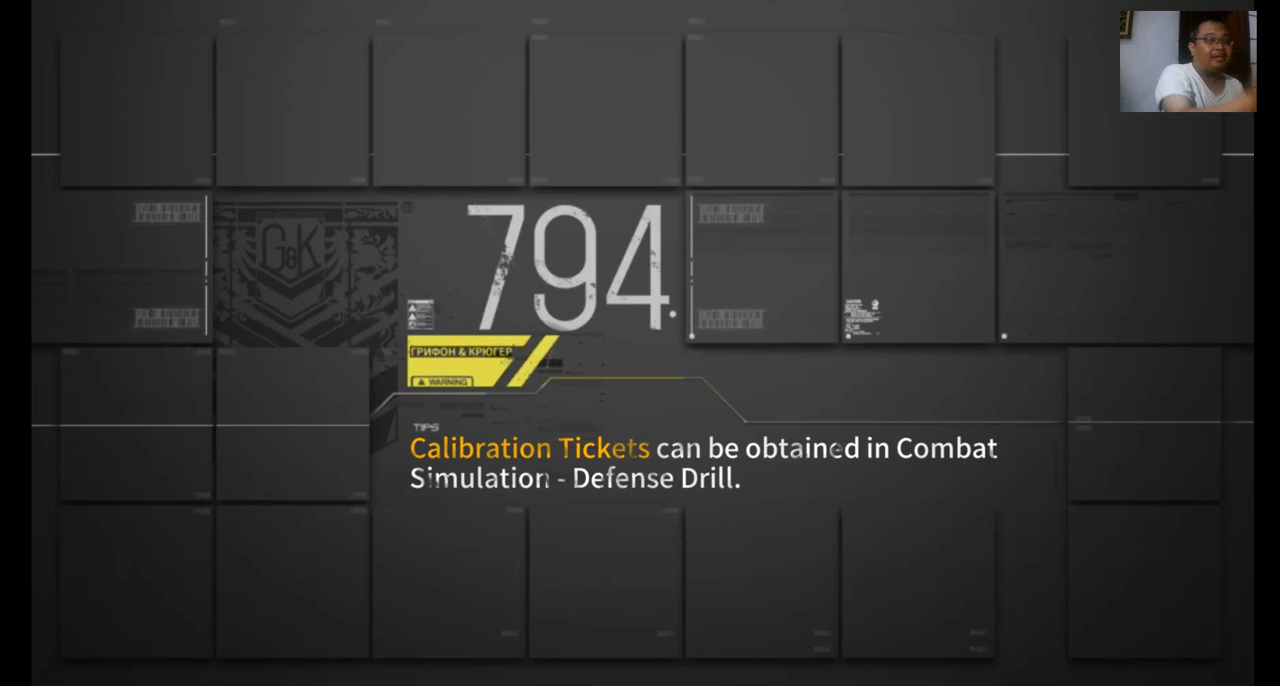 G&K
794.
ГРИФОН & КРЮГЕР
WARNING
TIPS
Calibration Tickets can be obtained in Combat
Simulation - Defense Drill.